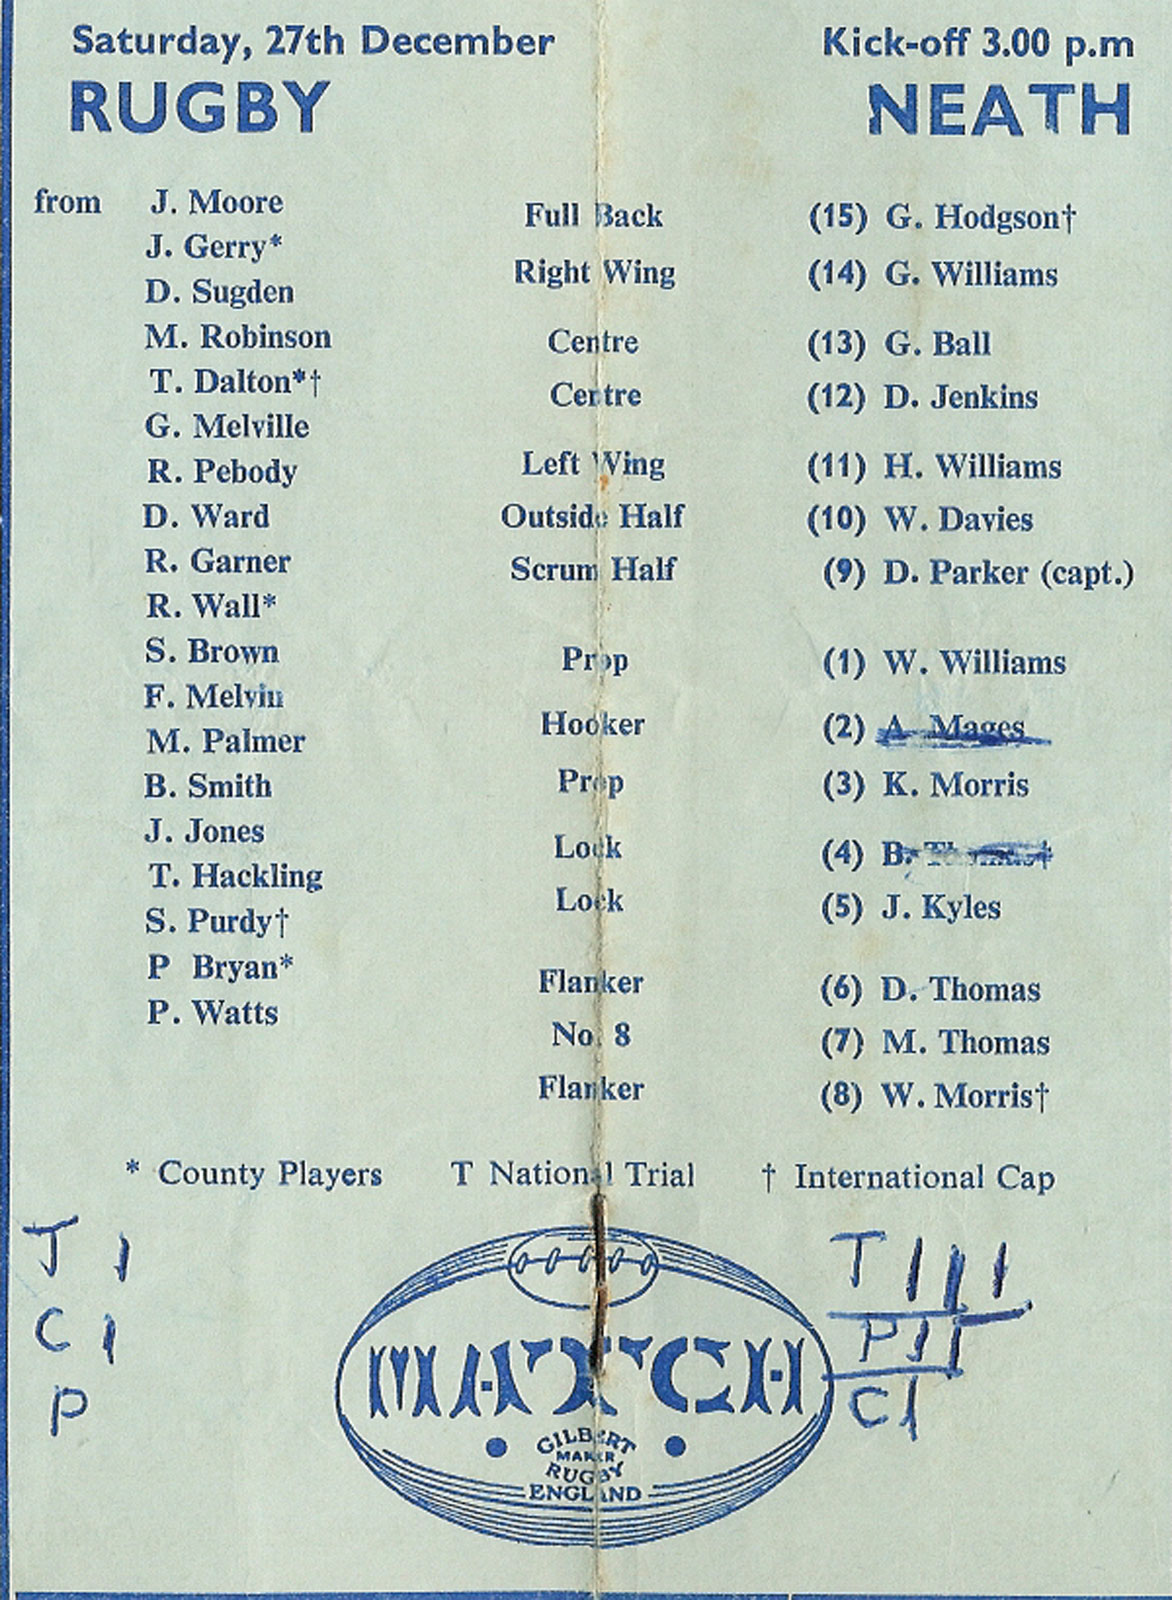 Saturday, 27th December Kick-off 3.00 p.m
RUGBY NEATH
from J. Moore Full Back (15) G. Hodgson†
J. Gerry* Right Wing (14) G. Williams
D. Sugden
M. Robinson Centre (13) G. Ball
T. Dalton*† Centre (12) D. Jenkins
G. Melville
R. Pebody Left Wing (11) H. Williams
D. Ward Outside Half (10) W. Davies
R. Garner Scrum Half (9) D. Parker (capt.)
R. Wall*
S. Brown Prop (1) W. Williams
F. Melvin
M. Palmer Hooker (2) A. Mages
B. Smith Prop (3) K. Morris
J. Jones Lock (4) B.
T. Hackling
S. Purdy† Lock (5) J. Kyles
P Bryan* Flanker (6) D. Thomas
P. Watts No. 8 (7) M. Thomas
Flanker (8) W. Morris†
* County Players T National Trial † International Cap
T I T I I I
C I P I I
P C I
MATCH
GILBERT
MAKER
RUGBY
ENGLAND